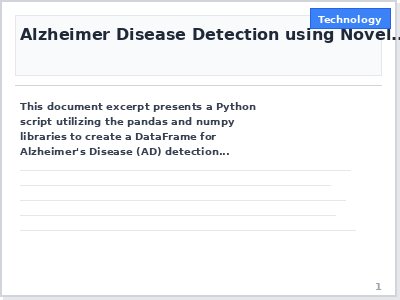 Technology
Alzheimer Disease Detection using Novel...
This document excerpt presents a Python
script utilizing the pandas and numpy
libraries to create a DataFrame for
Alzheimer's Disease (AD) detection...
1